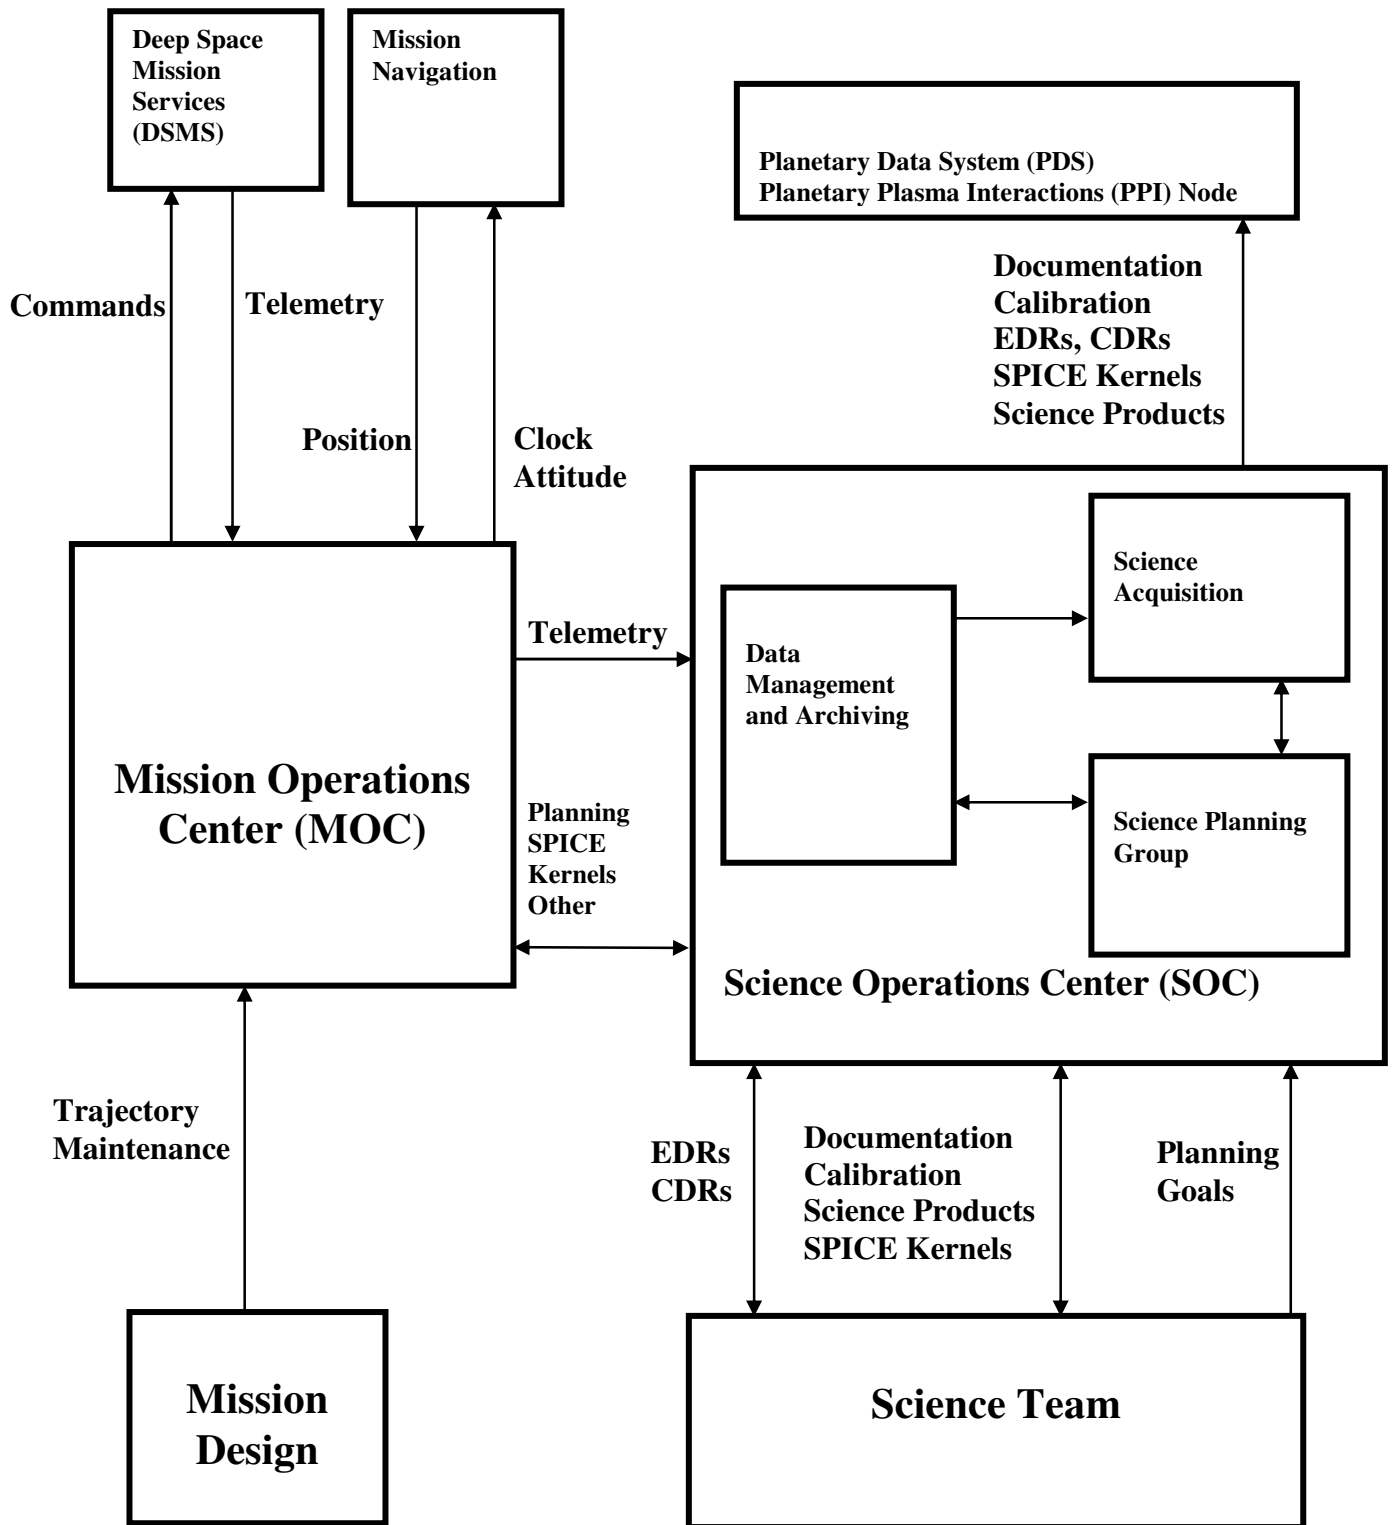 Deep Space
Mission
Services
(DSMS)
Mission
Navigation
Planetary Data System (PDS)
Planetary Plasma Interactions (PPI) Node
Commands
Telemetry
Position
Clock
Attitude
Documentation
Calibration
EDRs, CDRs
SPICE Kernels
Science Products
Mission Operations
Center (MOC)
Telemetry
Planning
SPICE
Kernels
Other
Data
Management
and Archiving
Science
Acquisition
Science Planning
Group
Science Operations Center (SOC)
Trajectory
Maintenance
EDRs
CDRs
Documentation
Calibration
Science Products
SPICE Kernels
Planning
Goals
Mission
Design
Science Team